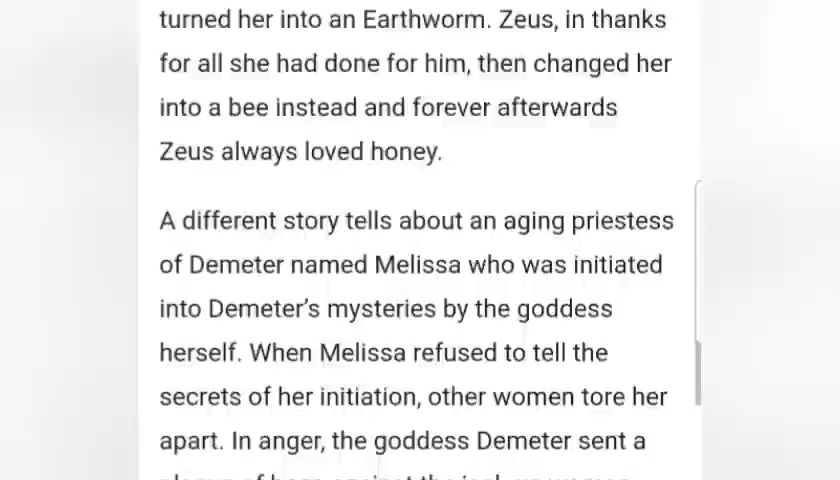 turned her into an Earthworm. Zeus, in thanks
for all she had done for him, then changed her
into a bee instead and forever afterwards
Zeus always loved honey.
A different story tells about an aging priestess
of Demeter named Melissa who was initiated
into Demeter's mysteries by the goddess
herself. When Melissa refused to tell the
secrets of her initiation, other women tore her
apart. In anger, the goddess Demeter sent a